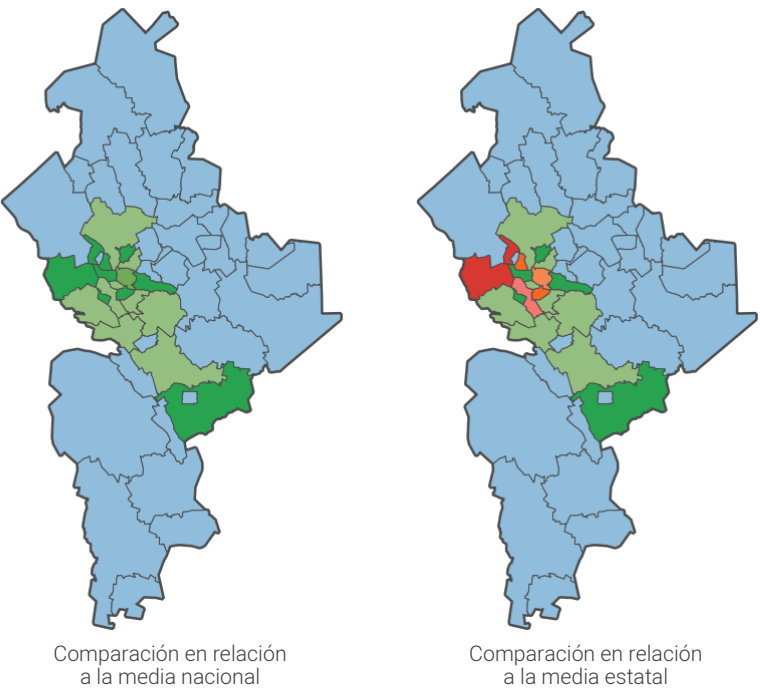 Comparación en relación
a la media nacional
Comparación en relación
a la media estatal